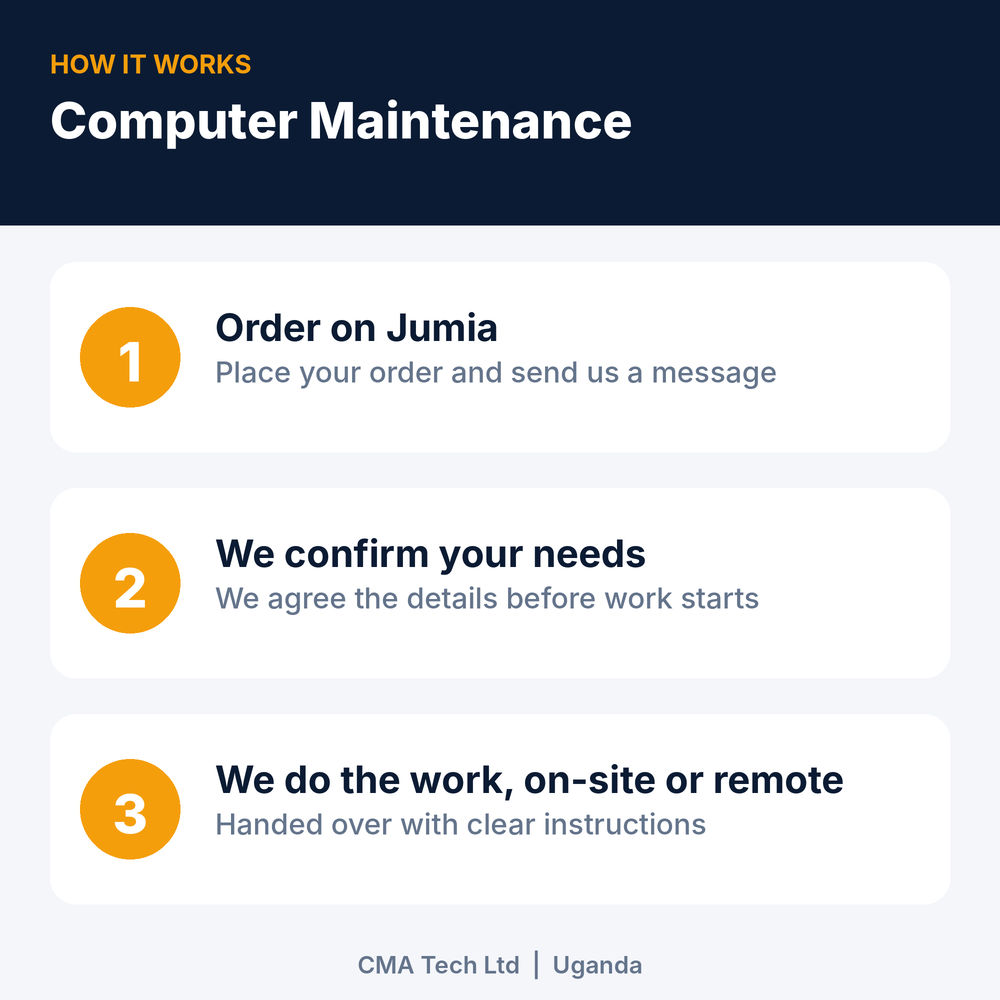 HOW IT WORKS
Computer Maintenance
1
Order on Jumia
Place your order and send us a message
2
We confirm your needs
We agree the details before work starts
3
We do the work, on-site or remote
Handed over with clear instructions
CMA Tech Ltd | Uganda